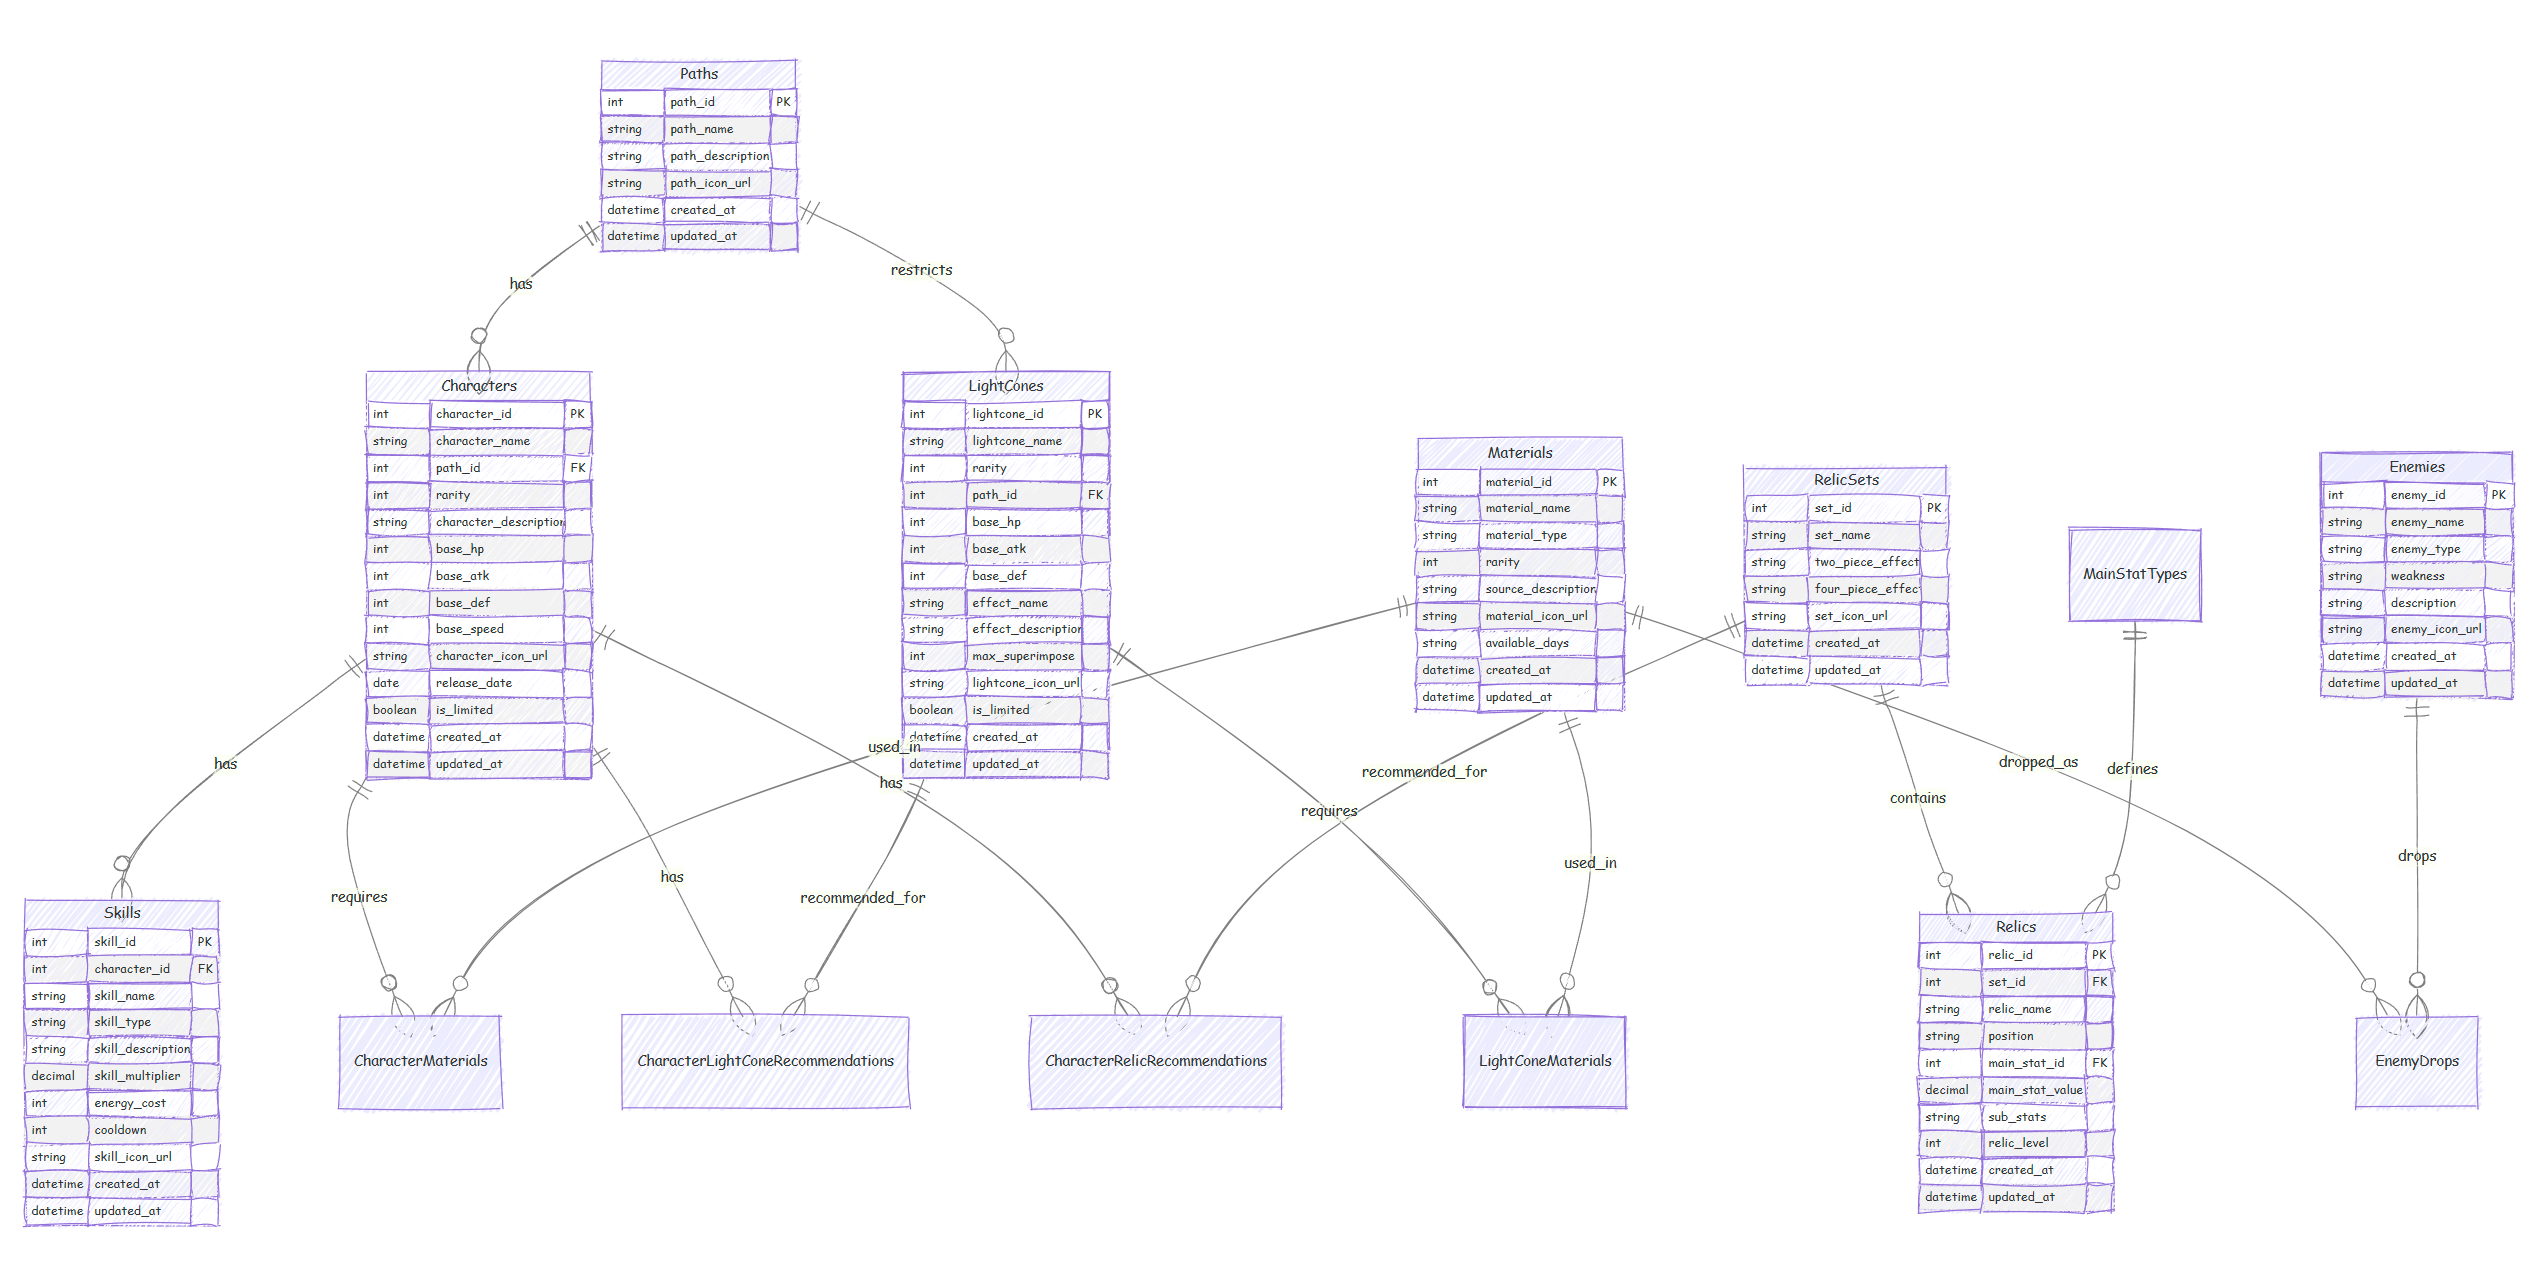 Paths
int path_id PK
string path_name
string path_description
string path_icon_url
datetime created_at
datetime updated_at
has
restricts
Characters
int character_id PK
string character_name
int path_id FK
int rarity
string character_description
int base_hp
int base_atk
int base_def
int base_speed
string character_icon_url
date release_date
boolean is_limited
datetime created_at
datetime updated_at
LightCones
int lightcone_id PK
string lightcone_name
int rarity
int path_id FK
int base_hp
int base_atk
int base_def
string effect_name
string effect_description
int max_superimpose
string lightcone_icon_url
boolean is_limited
datetime created_at
datetime updated_at
Materials
int material_id PK
string material_name
string material_type
int rarity
string source_description
string material_icon_url
string available_days
datetime created_at
datetime updated_at
RelicSets
int set_id PK
string set_name
string two_piece_effect
string four_piece_effect
string set_icon_url
datetime created_at
datetime updated_at
MainStatTypes
Enemies
int enemy_id PK
string enemy_name
string enemy_type
string weakness
string description
string enemy_icon_url
datetime created_at
datetime updated_at
has
used_in
has
recommended_for
requires
dropped_as
defines
contains
requires
has
recommended_for
used_in
drops
Skills
int skill_id PK
int character_id FK
string skill_name
string skill_type
string skill_description
decimal skill_multiplier
int energy_cost
int cooldown
string skill_icon_url
datetime created_at
datetime updated_at
CharacterMaterials
CharacterLightConeRecommendations
CharacterRelicRecommendations
LightConeMaterials
Relics
int relic_id PK
int set_id FK
string relic_name
string position
int main_stat_id FK
decimal main_stat_value
string sub_stats
int relic_level
datetime created_at
datetime updated_at
EnemyDrops